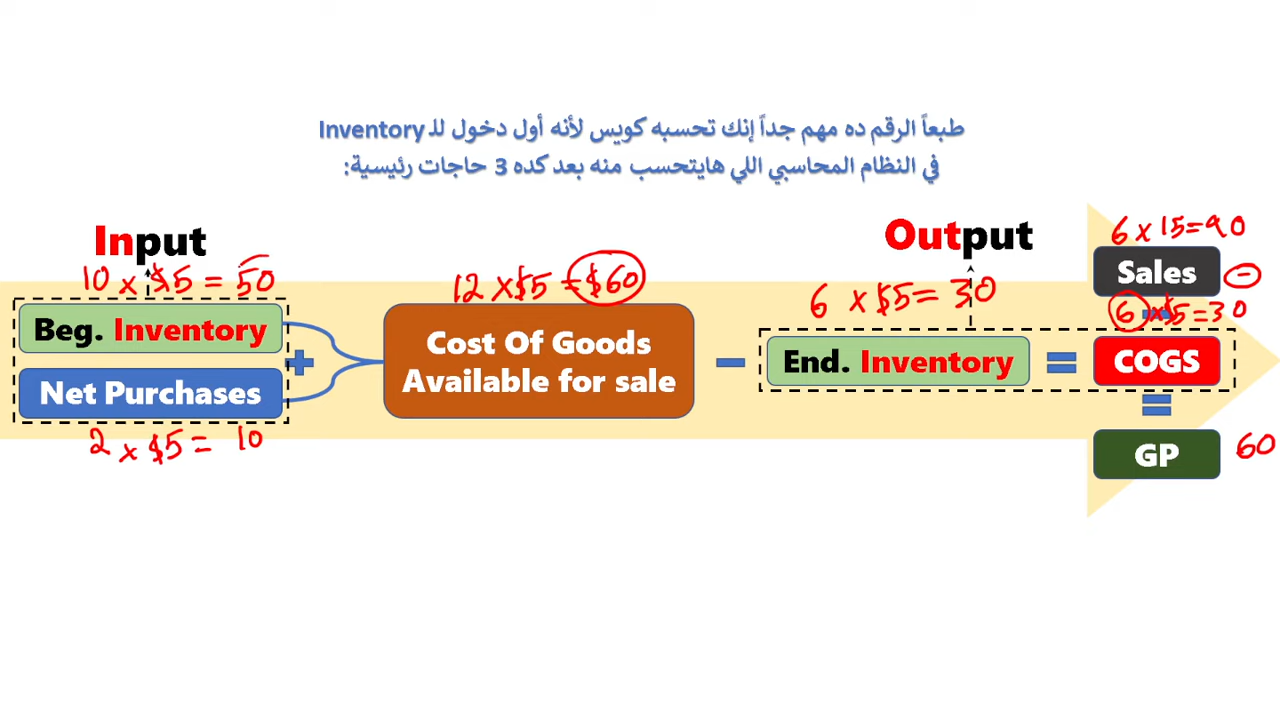 طبعاً الرقم ده مهم جداً إنك تحسبه كويس لأنه أول دخول للـ Inventory
في النظام المحاسبي اللي هايتحسب منه بعد كده 3 حاجات رئيسية:
Input
10 x $5 = 50
Beg. Inventory
+
Net Purchases
2 x $5 = 10
12 x $5 = $60
Cost Of Goods
Available for sale
-
Output
6 x $5 = 30
End. Inventory
=
6 x 15 = 90
Sales -
-
6 x $5 = 30
COGS
=
GP 60